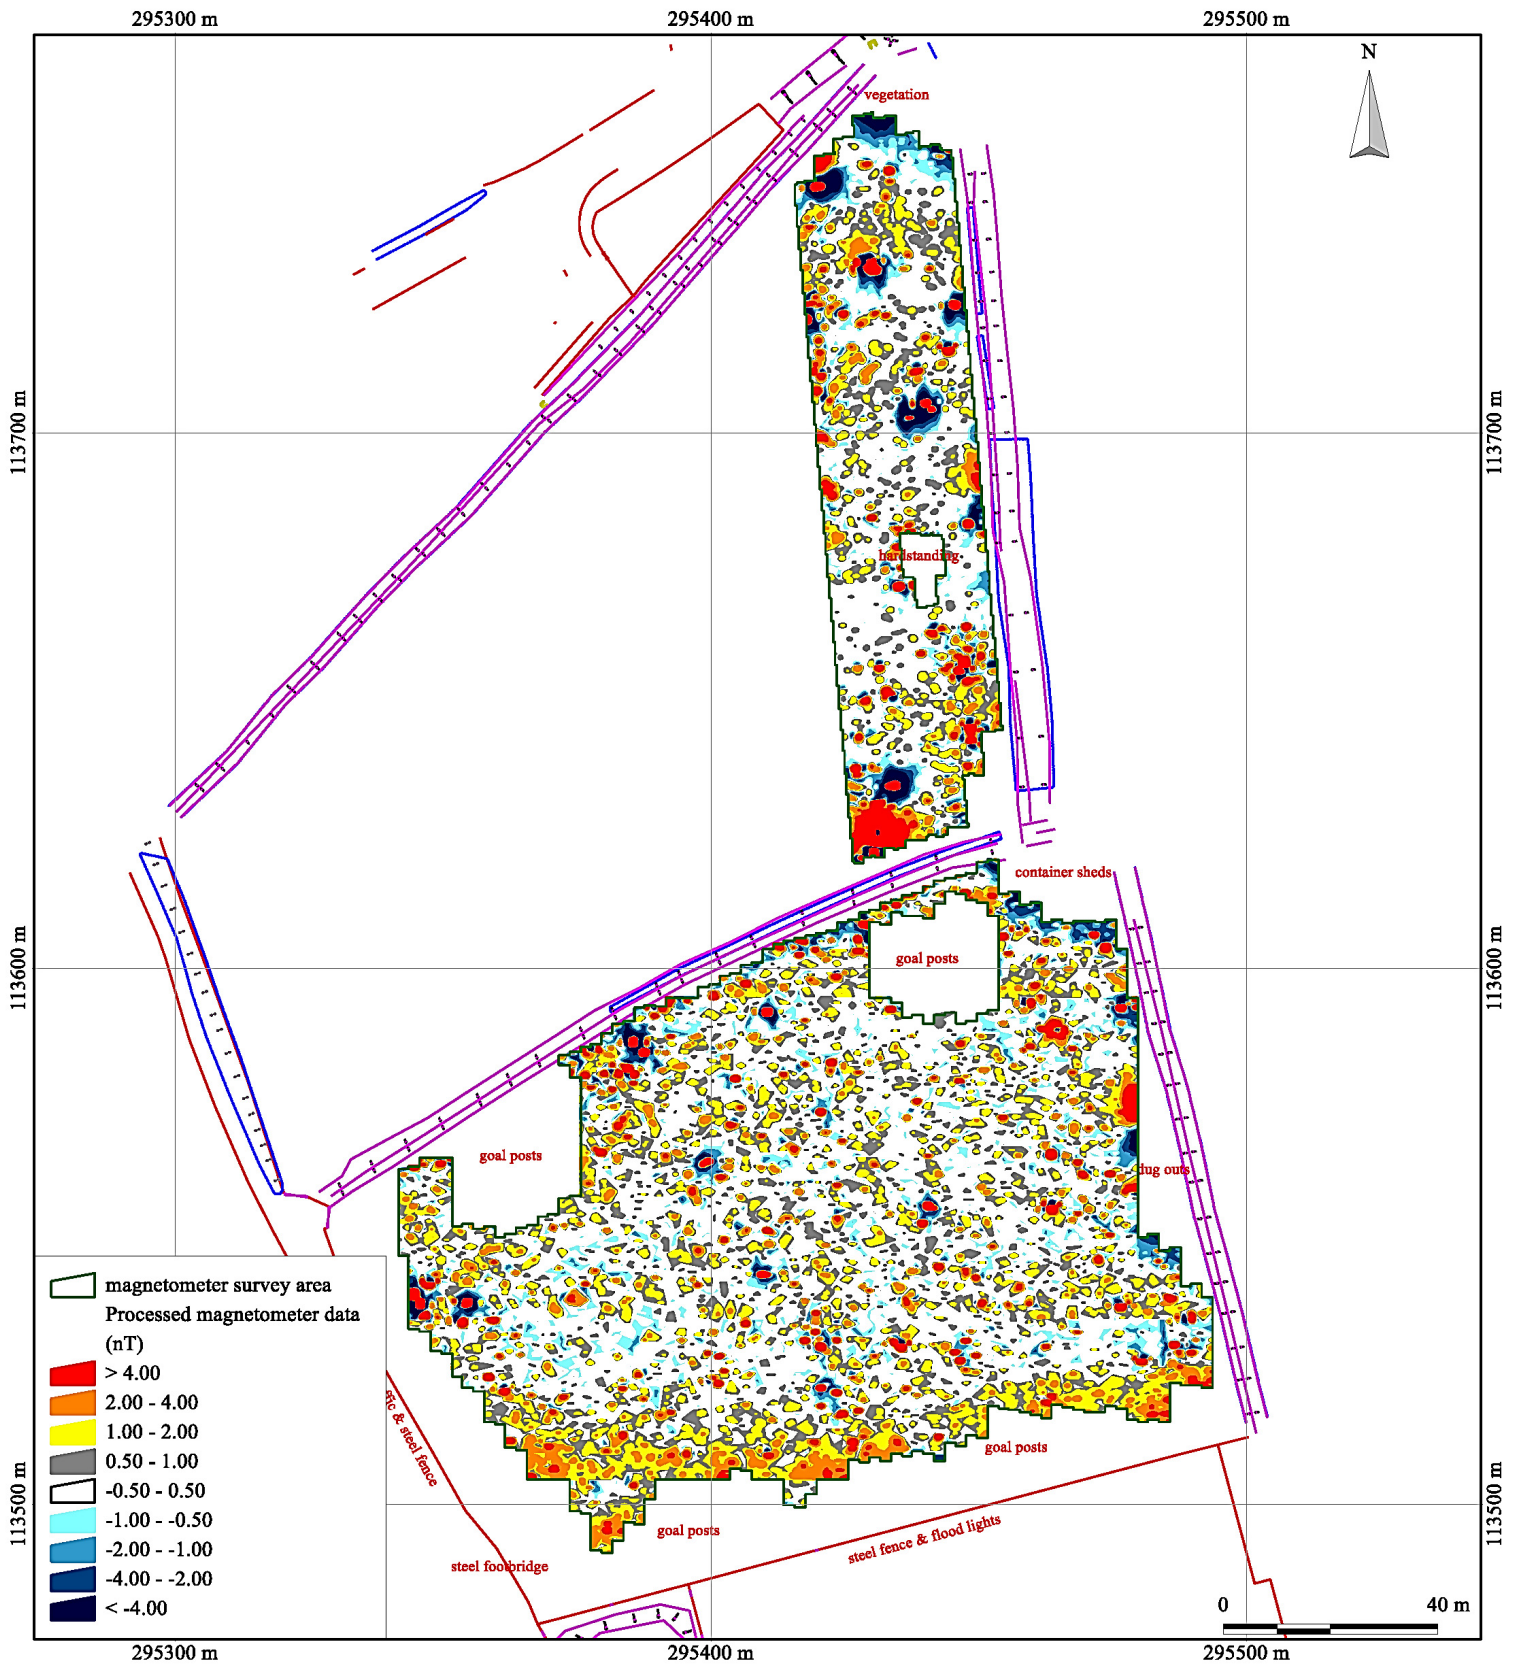 295300 m
295400 m
295500 m
N
vegetation
113700 m
113700 m
hardstanding
container sheds
113600 m
goal posts
113600 m
goal posts
dug outs
magnetometer survey area
Processed magnetometer data
(nT)
> 4.00
2.00 - 4.00
1.00 - 2.00
0.50 - 1.00
-0.50 - 0.50
-1.00 - -0.50
-2.00 - -1.00
-4.00 - -2.00
< -4.00
& steel fence
goal posts
113500 m
113500 m
goal posts
steel fence & flood lights
steel footbridge
0
40 m
295300 m
295400 m
295500 m